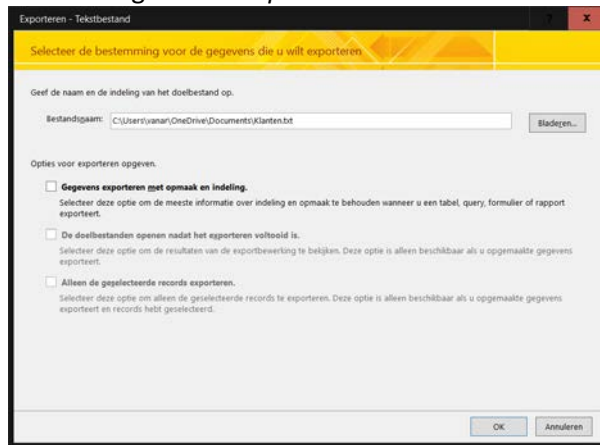 Exporteren - Tekstbestand
? x
Selecteer de bestemming voor de gegevens die u wilt exporteren
Geef de naam en de indeling van het doelbestand op.
Bestandsnaam: C:\Users\vanar\OneDrive\Documents\Klanten.txt Bladeren...
Opties voor exporteren opgeven.
Gegevens exporteren met opmaak en indeling.
Selecteer deze optie om de meeste informatie over indeling en opmaak te behouden wanneer u een tabel, query, formulier of rapport
exporteert.
De doelbestanden openen nadat het exporteren voltooid is.
Selecteer deze optie om de resultaten van de exportbewerking te bekijken. Deze optie is alleen beschikbaar als u opgemaakte gegevens
exporteert.
Alleen de geselecteerde records exporteren.
Selecteer deze optie om alleen de geselecteerde records te exporteren. Deze optie is alleen beschikbaar als u opgemaakte gegevens
exporteert en records hebt geselecteerd.
OK Annuleren